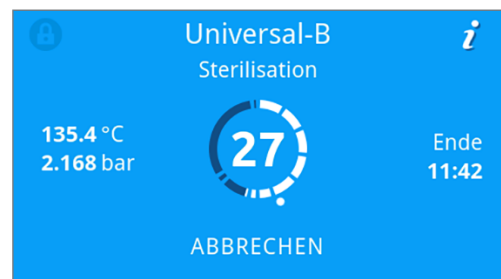 Universal-B
i
Sterilisation
135.4 °C
2.168 bar
27
Ende
11:42
ABBRECHEN